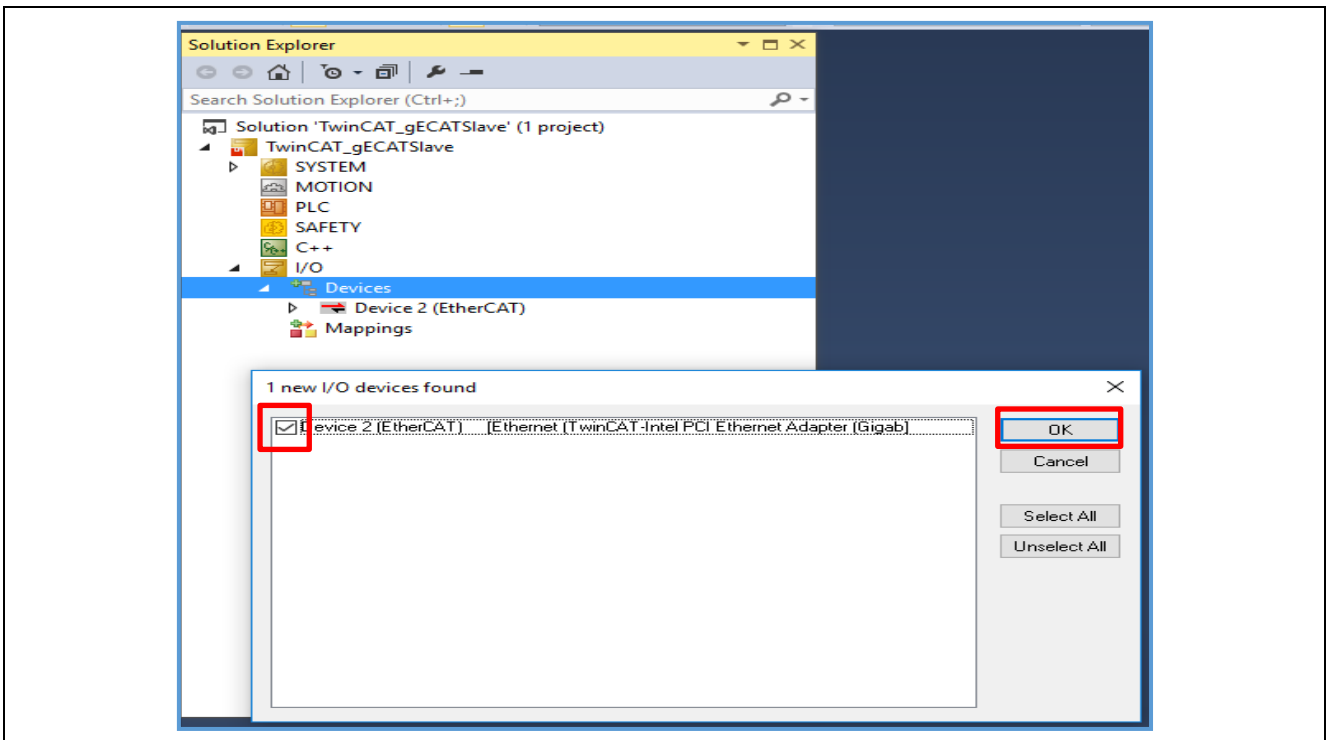 Solution Explorer
Search Solution Explorer (Ctrl+;)
Solution 'TwinCAT_gECATSlave' (1 project)
TwinCAT_gECATSlave
SYSTEM
MOTION
PLC
SAFETY
C++
I/O
Devices
Device 2 (EtherCAT)
Mappings
1 new I/O devices found
Device 2 (EtherCAT) [Ethernet (TwinCAT-Intel PCI Ethernet Adapter (Gigab]
OK
Cancel
Select All
Unselect All